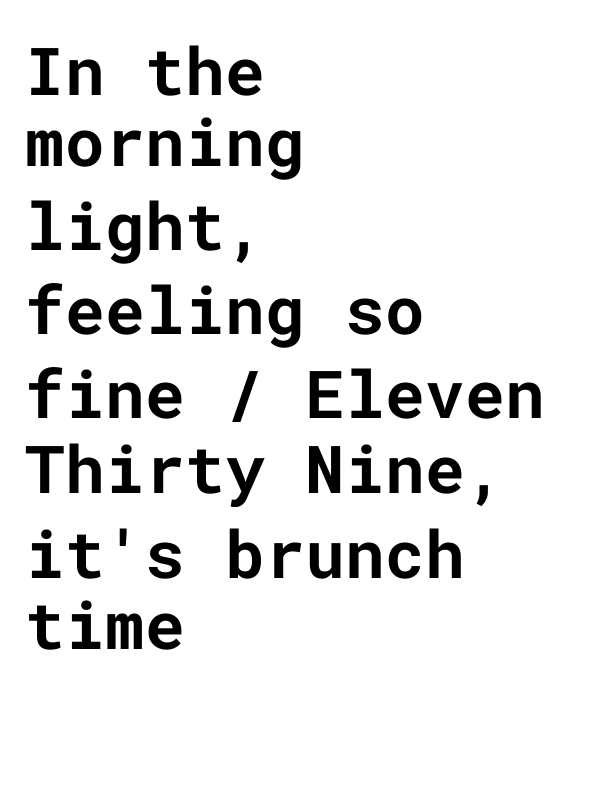 In the
morning
light,
feeling so
fine / Eleven
Thirty Nine,
it's brunch
time